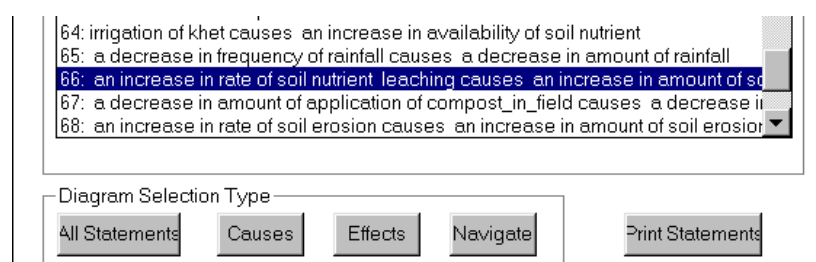 64: irrigation of khet causes an increase in availability of soil nutrient
65: a decrease in frequency of rainfall causes a decrease in amount of rainfall
66: an increase in rate of soil nutrient leaching causes an increase in amount of so
67: a decrease in amount of application of compost_in_field causes a decrease i
68: an increase in rate of soil erosion causes an increase in amount of soil erosion
Diagram Selection Type
All Statements Causes Effects Navigate Print Statements